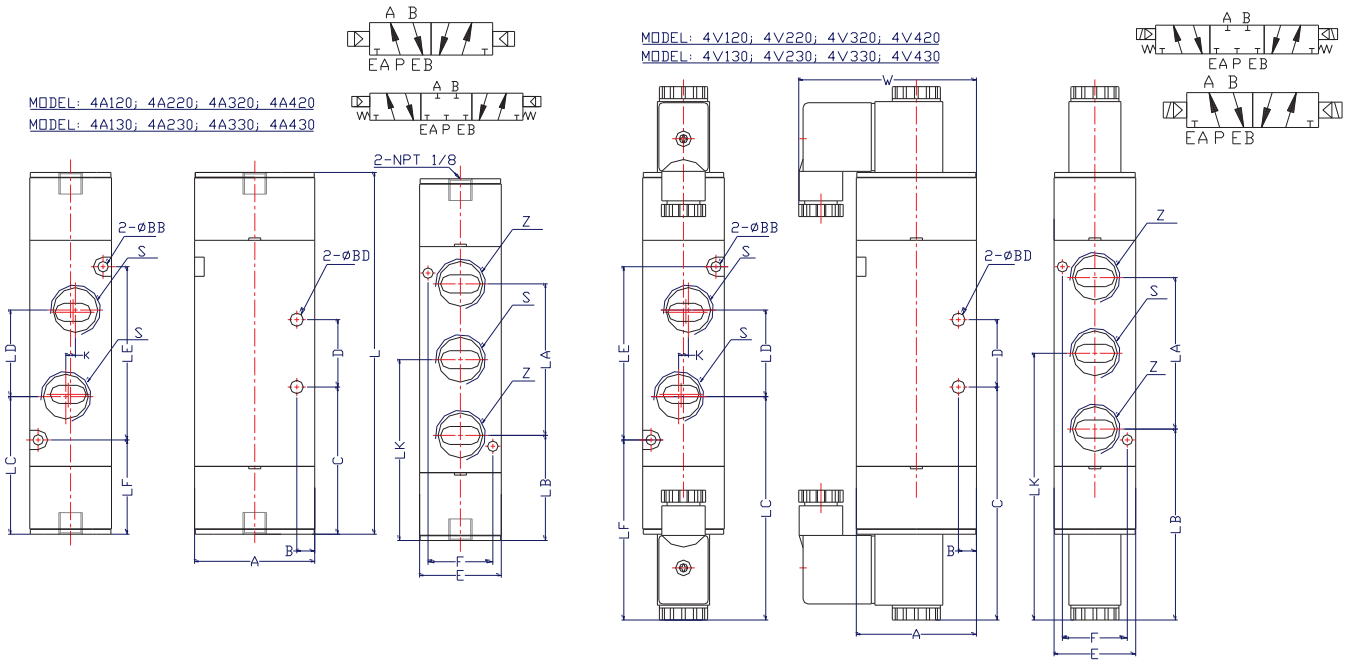 A B
EA P EB
A B
EA P EB
MODEL: 4A120; 4A220; 4A320; 4A420
MODEL: 4A130; 4A230; 4A330; 4A430
2-NPT 1/8
2-ØBB
S
S
LD
LE
K
LC
LF
2-ØBD
D
L
C
B
A
Z
S
Z
LA
LK
LB
F
E
MODEL: 4V120; 4V220; 4V320; 4V420
MODEL: 4V130; 4V230; 4V330; 4V430
A B
EA P EB
A B
EA P EB
W
2-ØBB
S
S
LE
K
LD
LF
LC
2-ØBD
D
C
B
A
Z
S
Z
LA
LK
LB
F
E